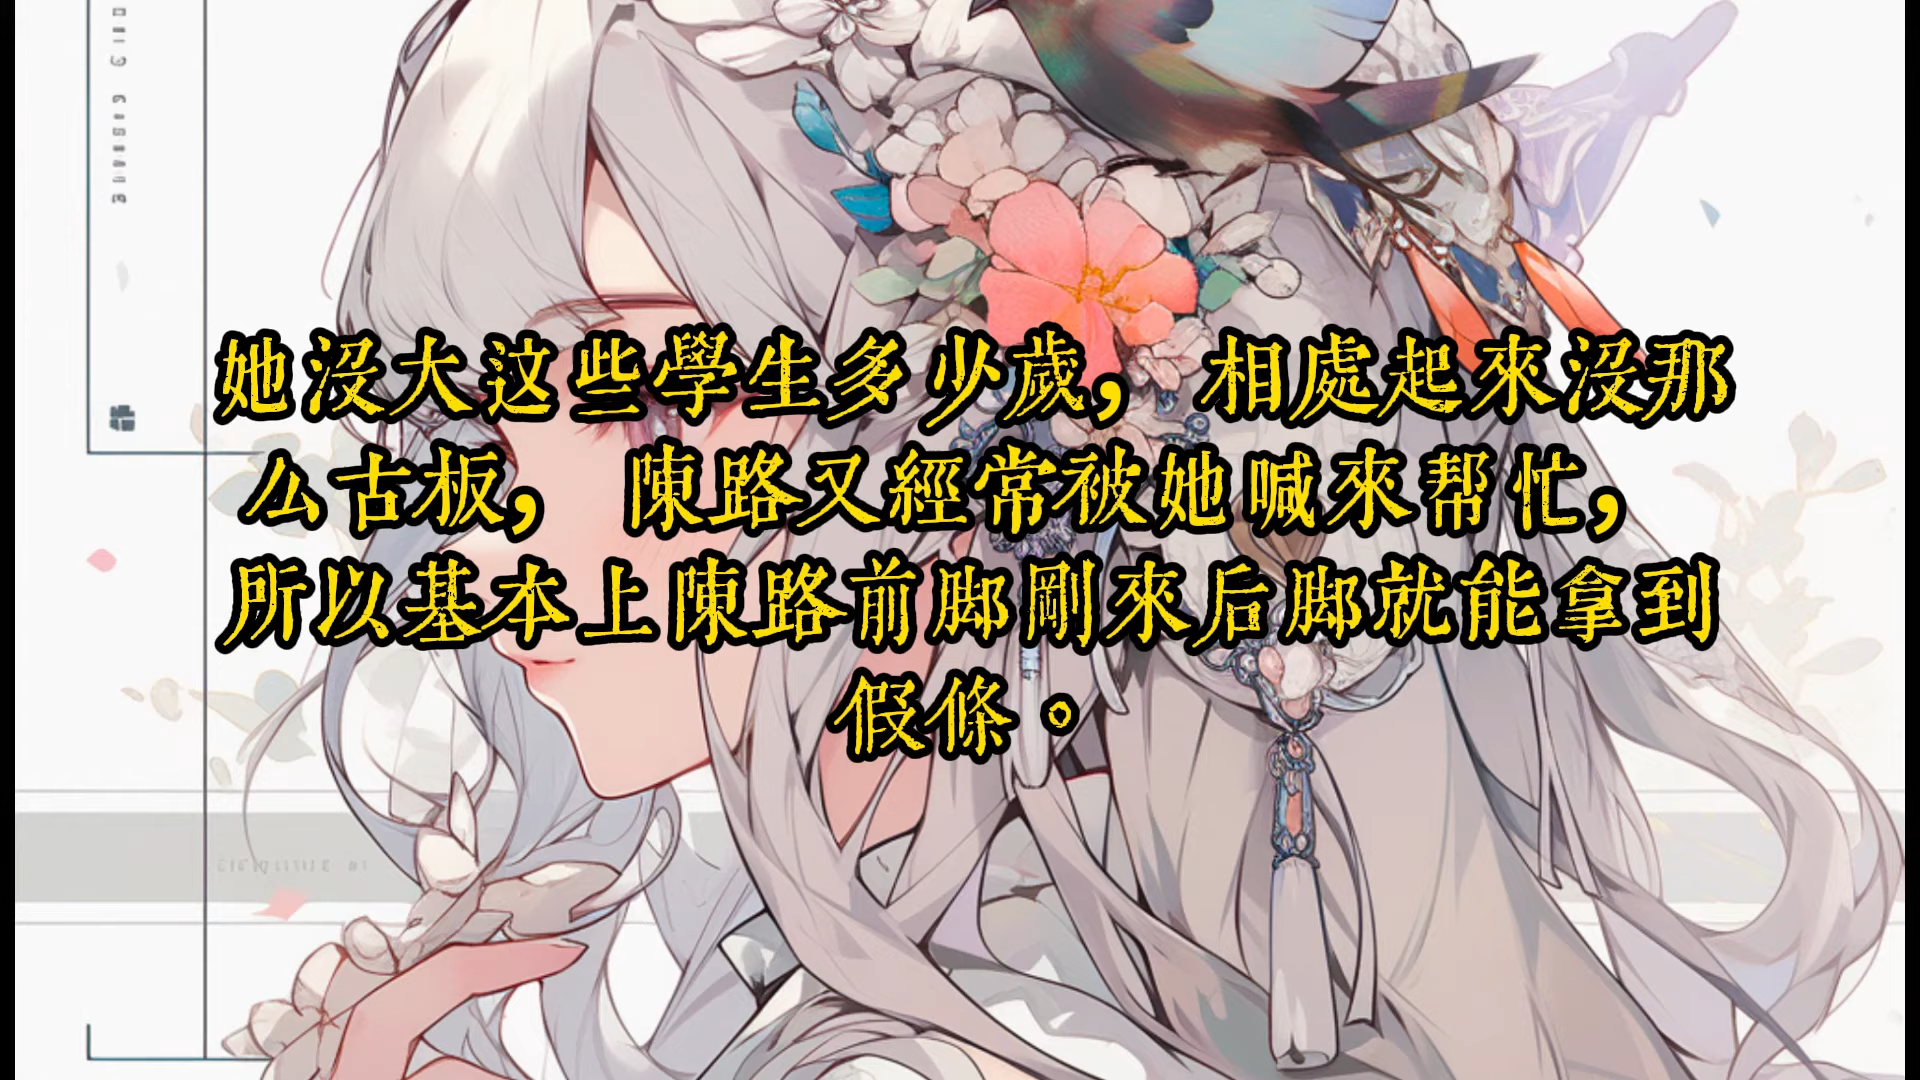 她没大这些學生多少歲，相處起來没那
么古板，陳路又經常被她喊來帮忙，
所以基本上陳路前脚剛來后脚就能拿到
假條。